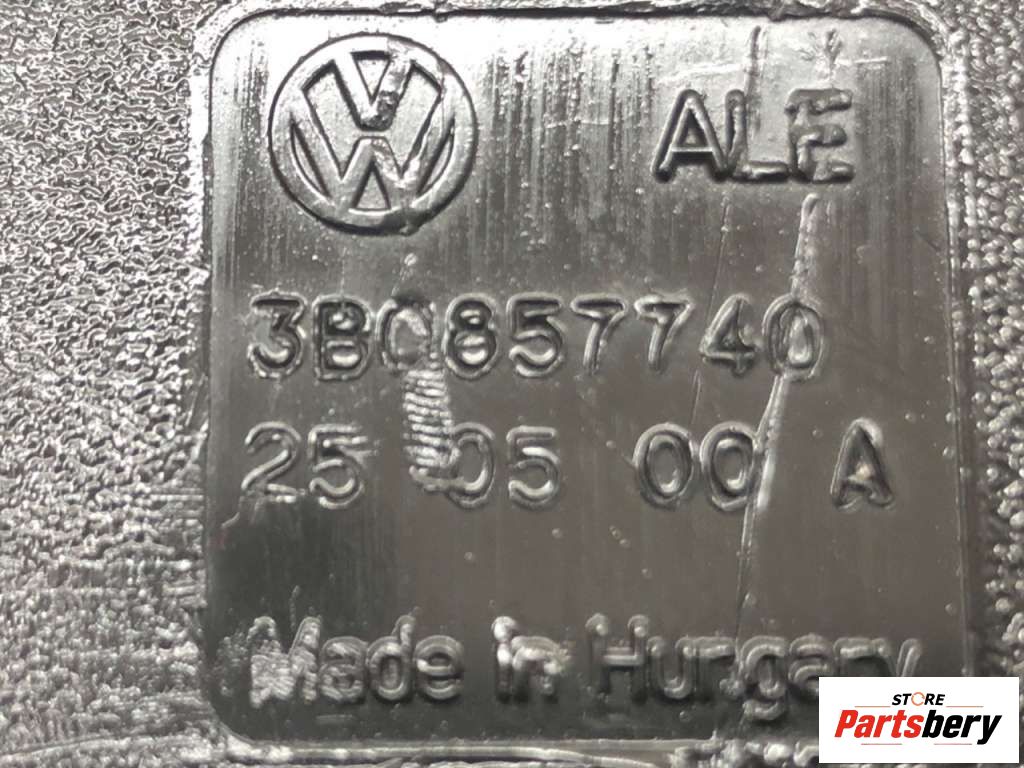 ALE
3B0857740
25 05 00 A
Made in Hungary
STORE
Partsbery